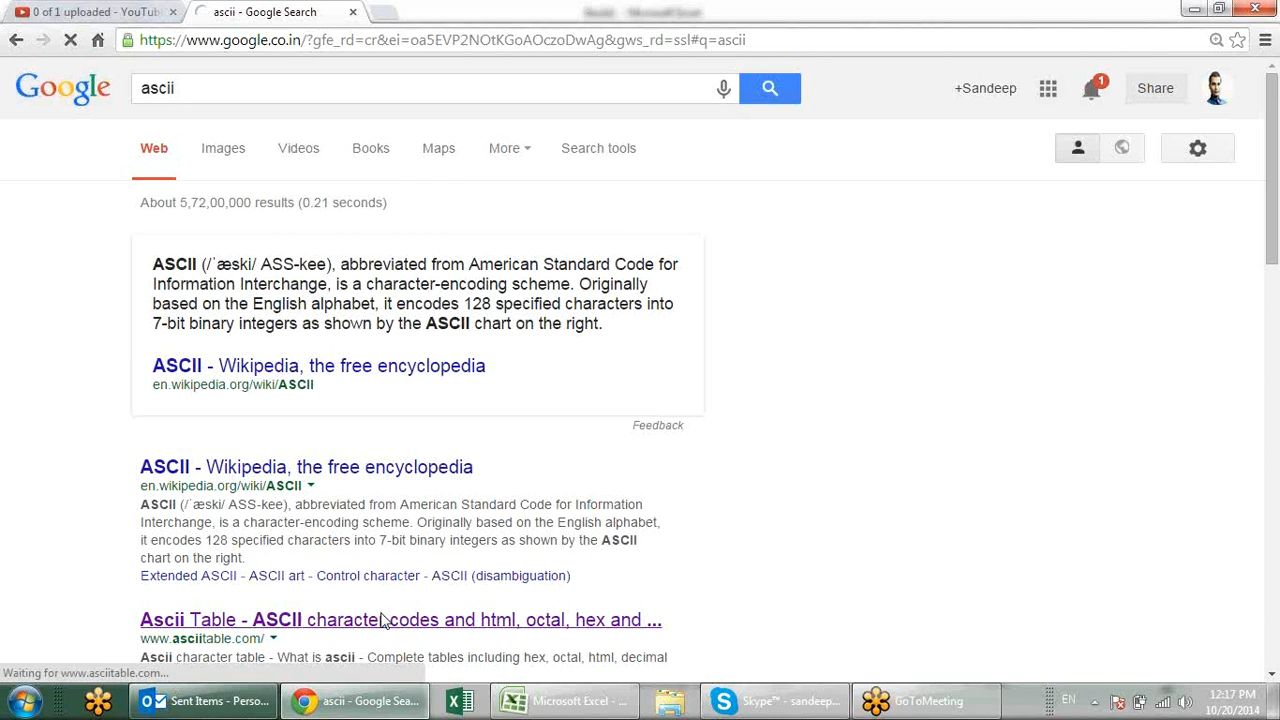 0 of 1 uploaded - YouTub
ascii - Google Search
https://www.google.co.in/?gfe_rd=cr&ei=oa5EVP2NOtKGoAOczoDwAg&gws_rd=ssl#q=ascii
Google
ascii
+Sandeep
1
Share
Web
Images
Videos
Books
Maps
More
Search tools
About 5,72,00,000 results (0.21 seconds)
ASCII (/ˈæski/ ASS-kee), abbreviated from American Standard Code for
Information Interchange, is a character-encoding scheme. Originally
based on the English alphabet, it encodes 128 specified characters into
7-bit binary integers as shown by the ASCII chart on the right.
ASCII - Wikipedia, the free encyclopedia
en.wikipedia.org/wiki/ASCII
Feedback
ASCII - Wikipedia, the free encyclopedia
en.wikipedia.org/wiki/ASCII
ASCII (/ˈæski/ ASS-kee), abbreviated from American Standard Code for Information
Interchange, is a character-encoding scheme. Originally based on the English alphabet,
it encodes 128 specified characters into 7-bit binary integers as shown by the ASCII
chart on the right.
Extended ASCII - ASCII art - Control character - ASCII (disambiguation)
Ascii Table - ASCII character codes and html, octal, hex and ...
www.asciitable.com/
Ascii character table - What is ascii - Complete tables including hex, octal, html, decimal
Waiting for www.asciitable.com...
Sent Items - Perso...
ascii - Google Sea...
Microsoft Excel - ...
Skype™ - sandeep...
GoToMeeting
EN
12:17 PM
10/20/2014